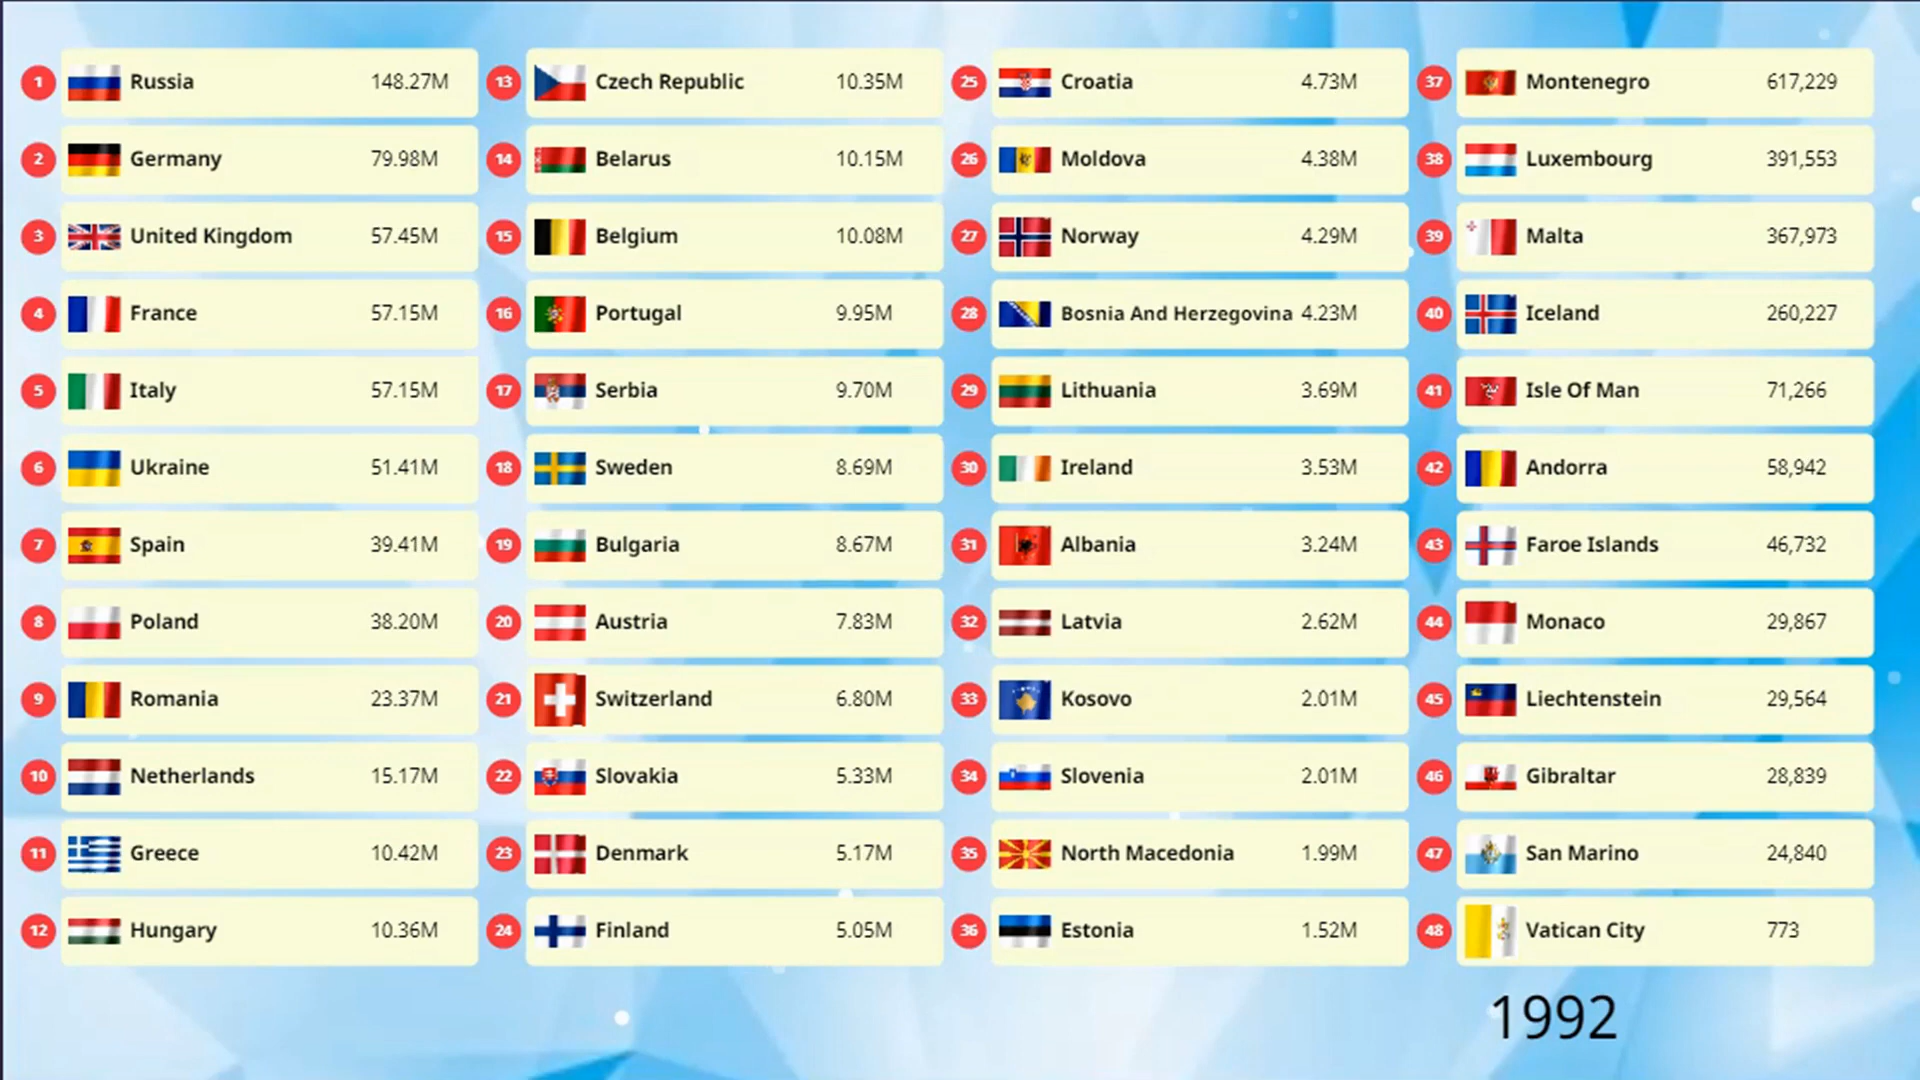 1 Russia 148.27M
2 Germany 79.98M
3 United Kingdom 57.45M
4 France 57.15M
5 Italy 57.15M
6 Ukraine 51.41M
7 Spain 39.41M
8 Poland 38.20M
9 Romania 23.37M
10 Netherlands 15.17M
11 Greece 10.42M
12 Hungary 10.36M
13 Czech Republic 10.35M
14 Belarus 10.15M
15 Belgium 10.08M
16 Portugal 9.95M
17 Serbia 9.70M
18 Sweden 8.69M
19 Bulgaria 8.67M
20 Austria 7.83M
21 Switzerland 6.80M
22 Slovakia 5.33M
23 Denmark 5.17M
24 Finland 5.05M
25 Croatia 4.73M
26 Moldova 4.38M
27 Norway 4.29M
28 Bosnia And Herzegovina 4.23M
29 Lithuania 3.69M
30 Ireland 3.53M
31 Albania 3.24M
32 Latvia 2.62M
33 Kosovo 2.01M
34 Slovenia 2.01M
35 North Macedonia 1.99M
36 Estonia 1.52M
37 Montenegro 617,229
38 Luxembourg 391,553
39 Malta 367,973
40 Iceland 260,227
41 Isle Of Man 71,266
42 Andorra 58,942
43 Faroe Islands 46,732
44 Monaco 29,867
45 Liechtenstein 29,564
46 Gibraltar 28,839
47 San Marino 24,840
48 Vatican City 773
1992